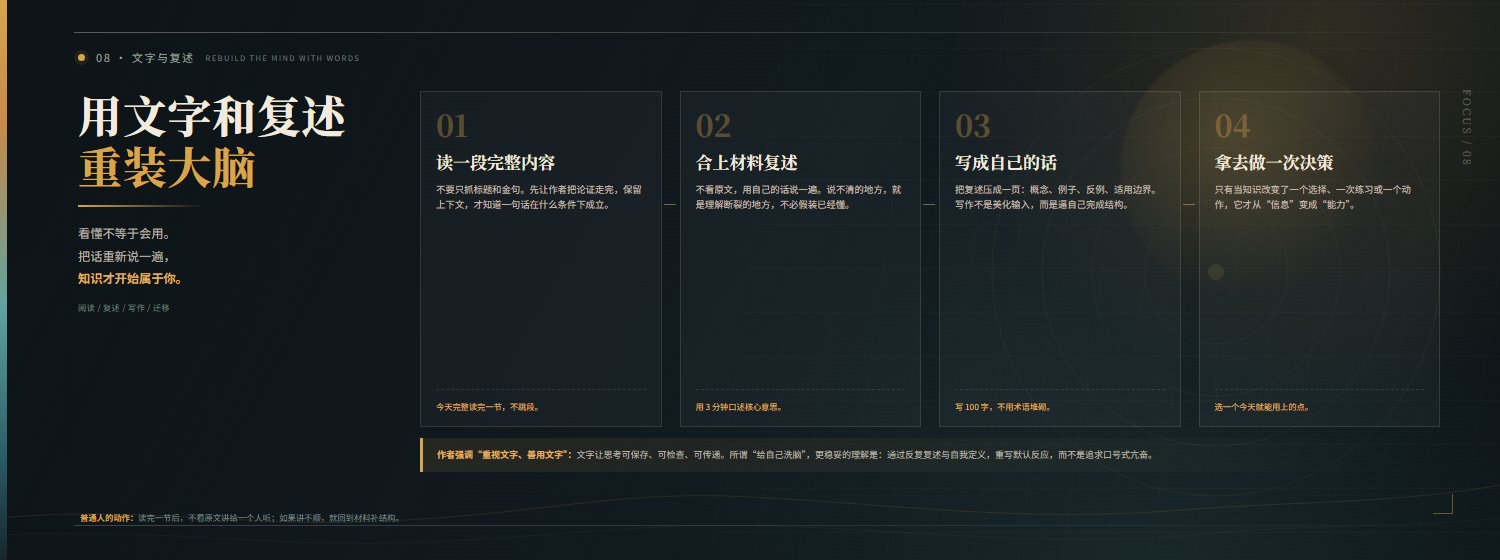 08 · 文字与复述 REBUILD THE MIND WITH WORDS
用文字和复述
重装大脑
看懂不等于会用。
把话重新说一遍，
知识才开始属于你。
阅读 / 复述 / 写作 / 迁移
01
读一段完整内容
不要只抓标题和金句。先让作者把论证走完，保留
上下文，才知道一句话在什么条件下成立。
今天完整读完一节，不跳段。
02
合上材料复述
不看原文，用自己的话说一遍。说不清的地方，就
是理解断裂的地方，不必假装已经懂。
用 3 分钟口述核心意思。
03
写成自己的话
把复述压成一页：概念、例子、反例、适用边界。
写作不是美化输入，而是逼自己完成结构。
写 100 字，不用术语堆砌。
04
拿去做一次决策
只有当知识改变了一个选择、一次练习或一个动
作，它才从“信息”变成“能力”。
选一个今天就能用上的点。
作者强调“重视文字、善用文字”：文字让思考可保存、可检查、可传递。所谓“给自己洗脑”，更稳妥的理解是：通过反复复述与自我定义，重写默认反应，而不是追求口号式亢奋。
普通人的动作：读完一节后，不看原文讲给一个人听；如果讲不顺，就回到材料补结构。
FOCUS / 08